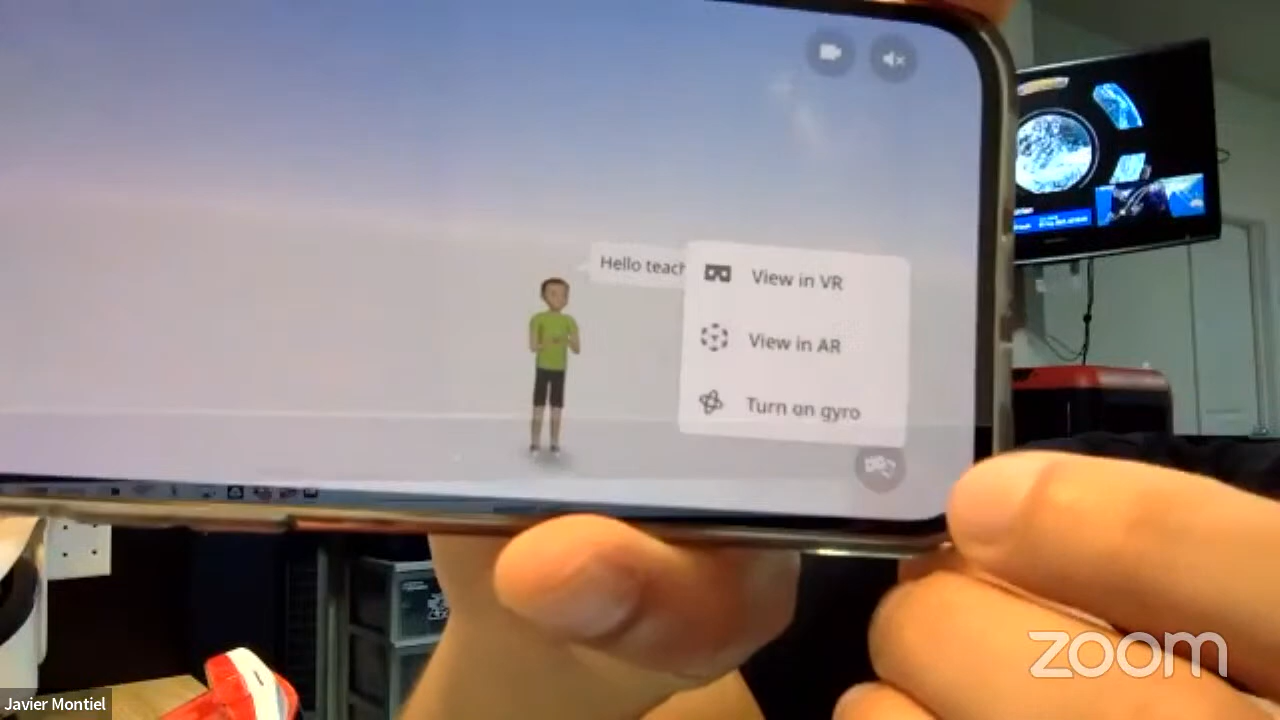 Hello teach
View in VR
View in AR
Turn on gyro
zoom
Javier Montiel